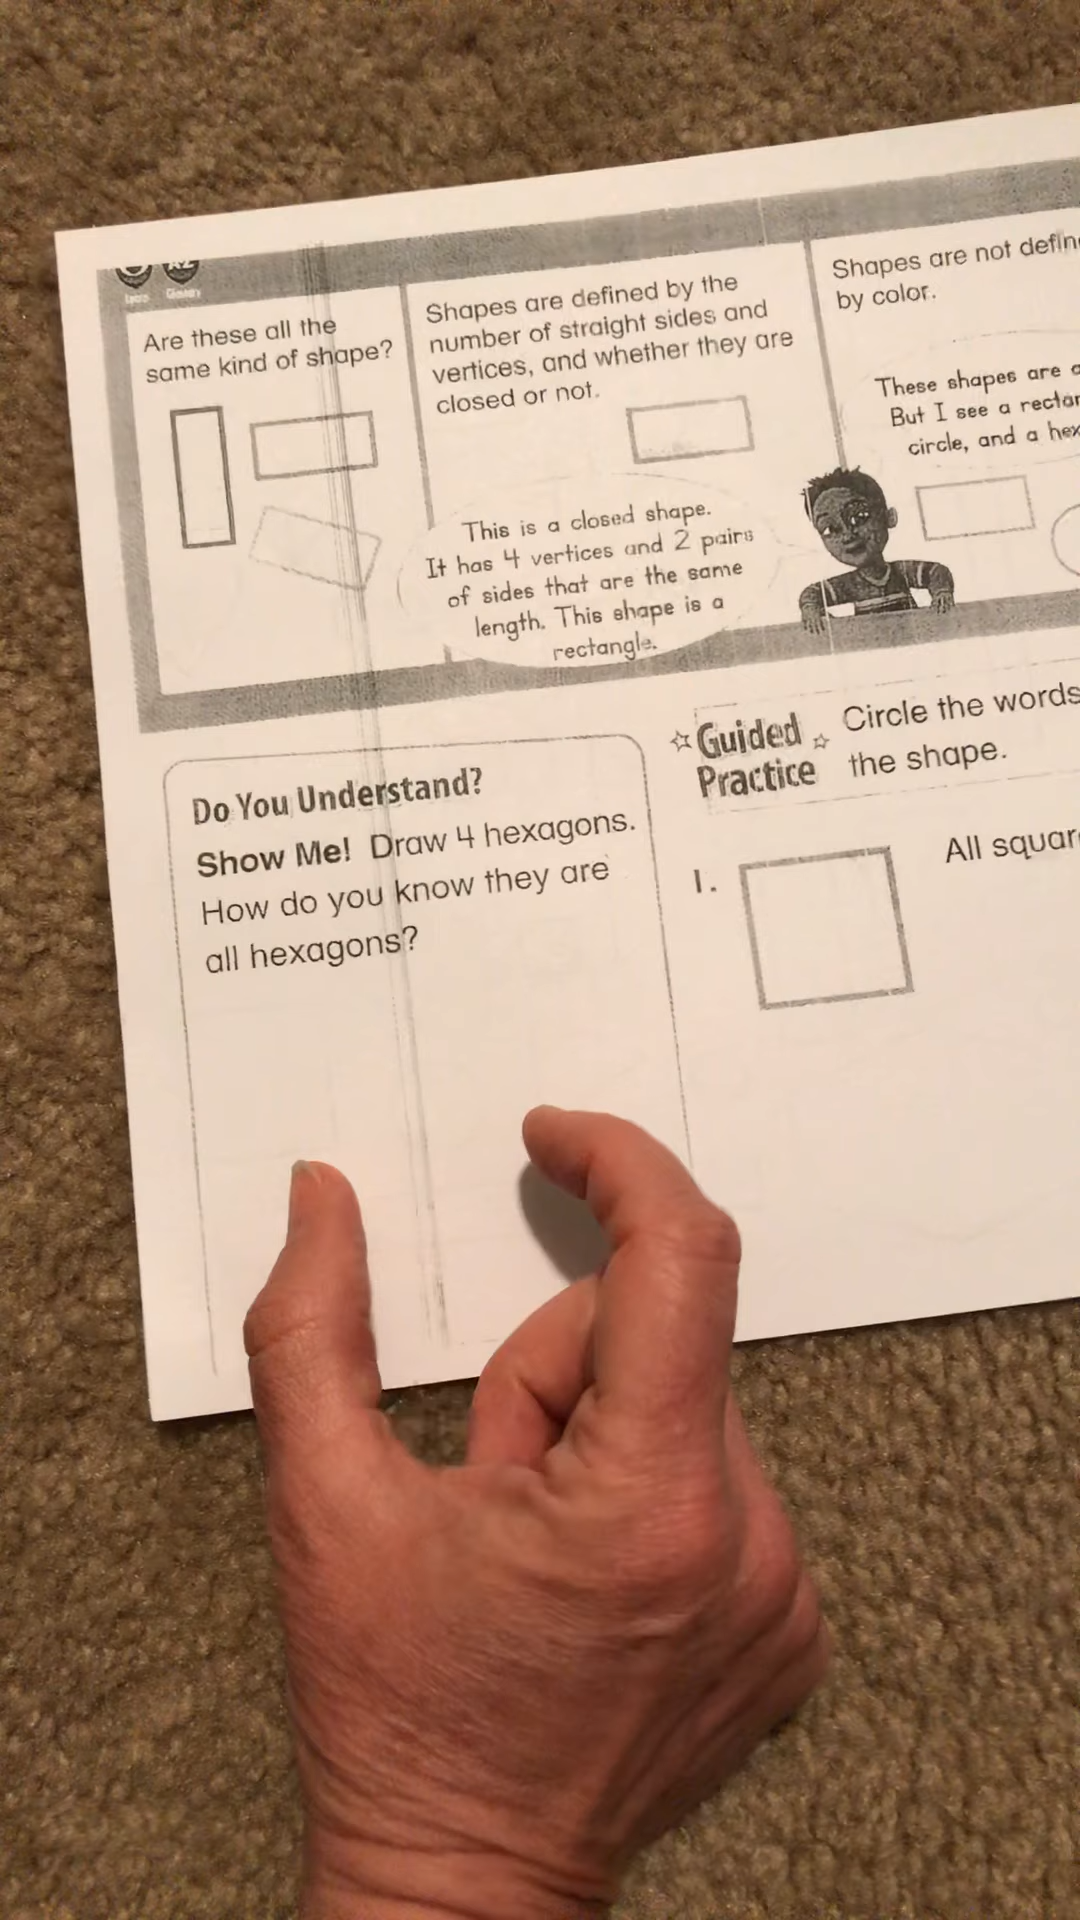 Are these all the
same kind of shape?
Shapes are defined by the
number of straight sides and
vertices, and whether they are
closed or not.
This is a closed shape.
It has 4 vertices and 2 pairs
of sides that are the same
length. This shape is a
rectangle.
Shapes are not
by color.
These shapes are
But I see a
circle, and a
Do You Understand?
Show Me! Draw 4 hexagons.
How do you know they are
all hexagons?
Guided
Practice
Circle the words
the shape.
1.
All